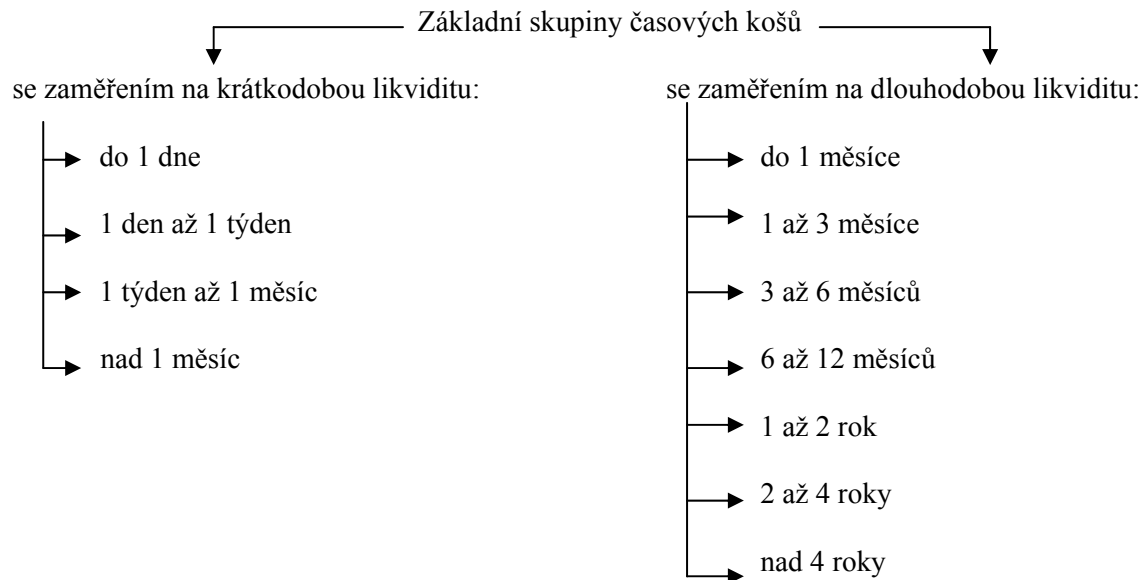 Základní skupiny časových košů
se zaměřením na krátkodobou likviditu:
do 1 dne
1 den až 1 týden
1 týden až 1 měsíc
nad 1 měsíc
se zaměřením na dlouhodobou likviditu:
do 1 měsíce
1 až 3 měsíce
3 až 6 měsíců
6 až 12 měsíců
1 až 2 rok
2 až 4 roky
nad 4 roky